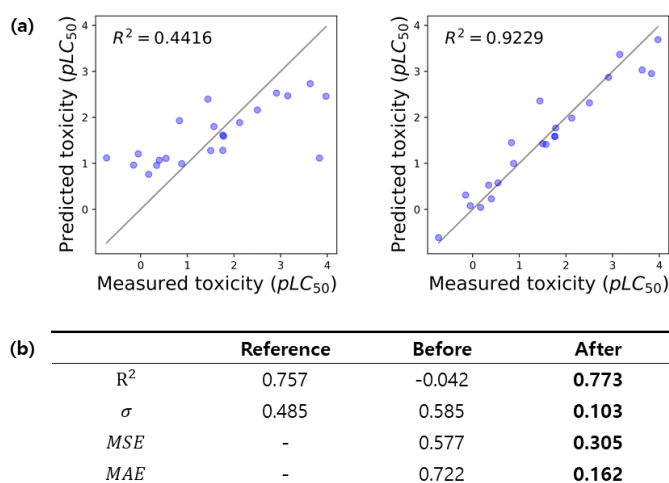 (a)
R² = 0.4416
Predicted toxicity (pLC₅₀)
4
3
2
1
0
0 1 2 3 4
Measured toxicity (pLC₅₀)
R² = 0.9229
Predicted toxicity (pLC₅₀)
4
3
2
1
0
0 1 2 3 4
Measured toxicity (pLC₅₀)
(b)
Reference Before After
R² 0.757 -0.042 0.773
σ 0.485 0.585 0.103
MSE - 0.577 0.305
MAE - 0.722 0.162